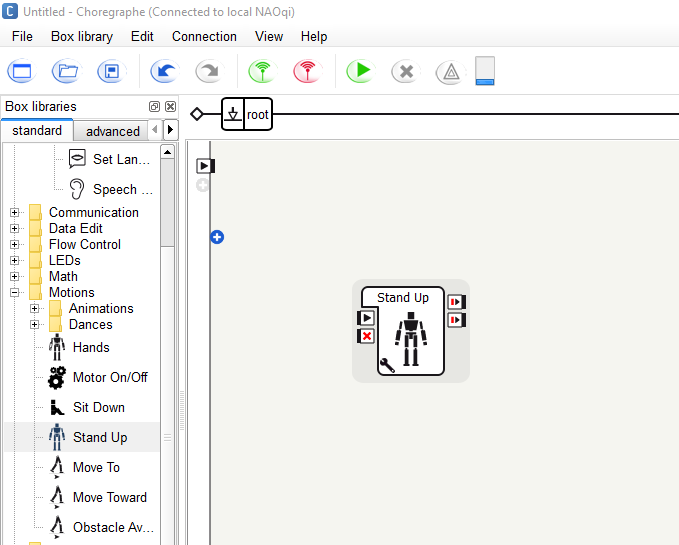 Untitled - Choregraphe (Connected to local NAOqi)
File Box library Edit Connection View Help
Box libraries
standard advanced
root
Set Lan...
Speech ...
Communication
Data Edit
Flow Control
LEDs
Math
Motions
Animations
Dances
Hands
Motor On/Off
Sit Down
Stand Up
Move To
Move Toward
Obstacle Av...
Stand Up